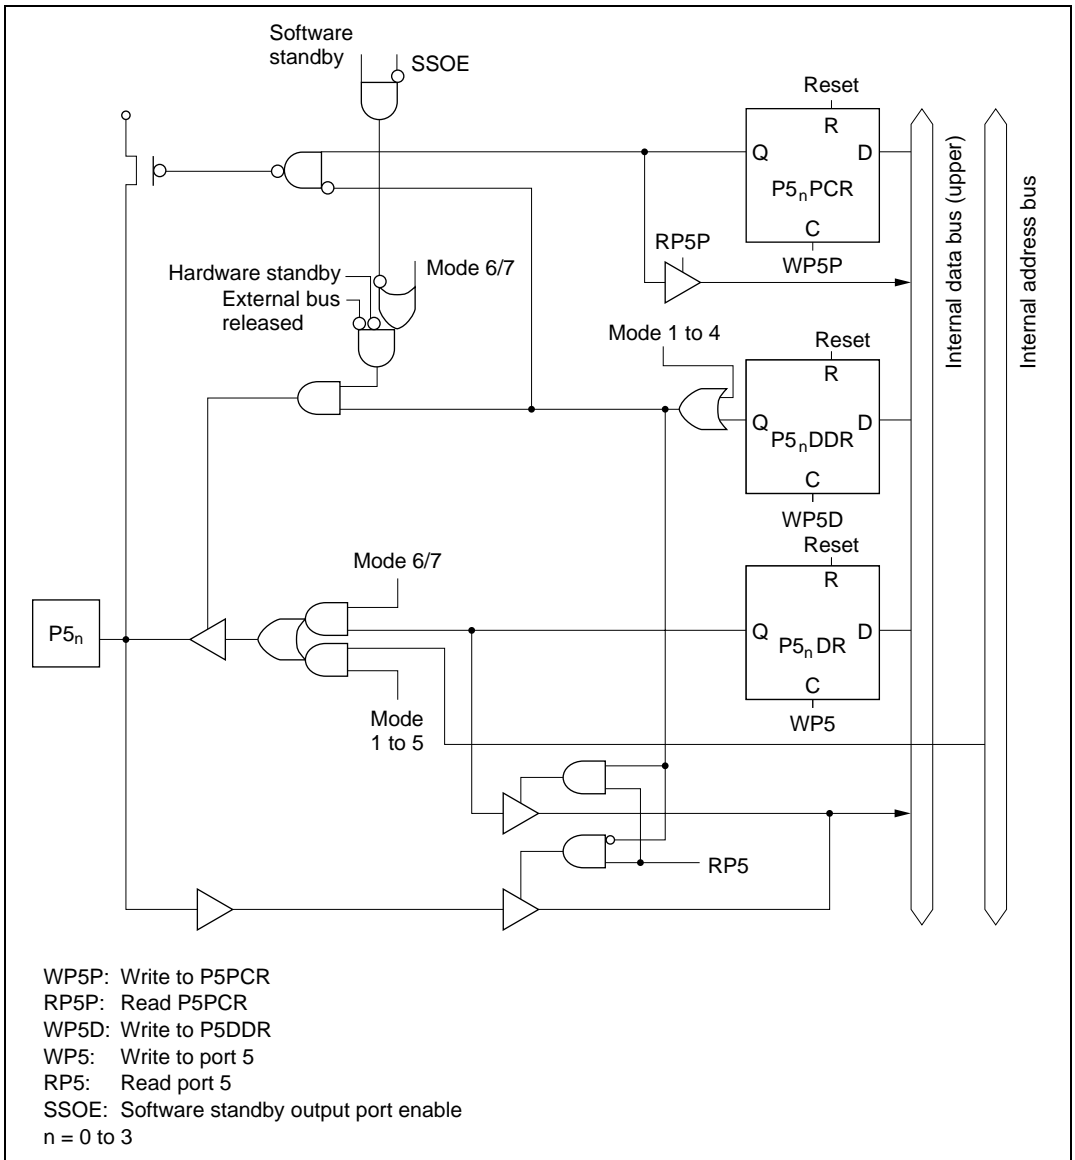 Software
standby
SSOE
Reset
R
Q D
P5nPCR
C
WP5P
RP5P
Hardware standby
External bus
released
Mode 6/7
Mode 1 to 4
Reset
R
Q D
P5nDDR
C
WP5D
Reset
R
Q D
P5nDR
C
WP5
Internal data bus (upper)
Internal address bus
Mode 6/7
P5n
Mode
1 to 5
RP5
WP5P: Write to P5PCR
RP5P: Read P5PCR
WP5D: Write to P5DDR
WP5: Write to port 5
RP5: Read port 5
SSOE: Software standby output port enable
n = 0 to 3